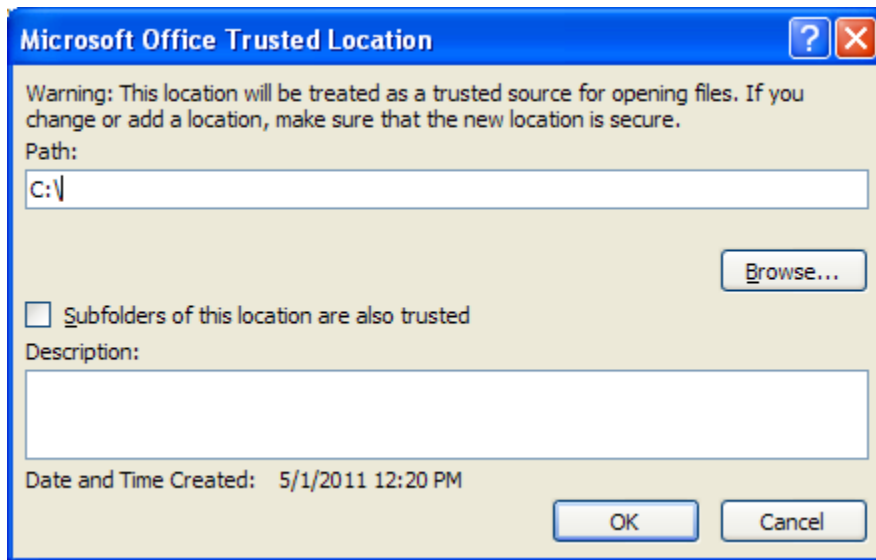 Microsoft Office Trusted Location
Warning: This location will be treated as a trusted source for opening files. If you
change or add a location, make sure that the new location is secure.
Path:
C:\
Browse...
Subfolders of this location are also trusted
Description:
Date and Time Created: 5/1/2011 12:20 PM
OK Cancel